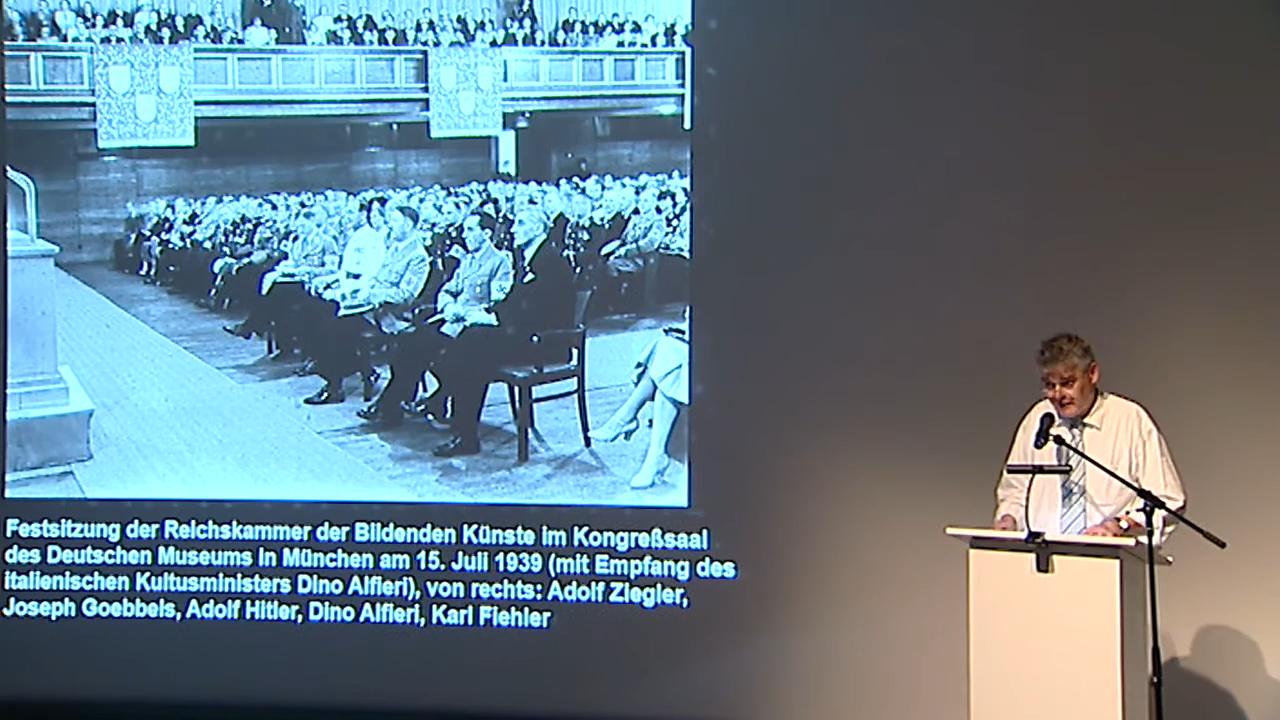 Festsitzung der Reichskammer der Bildenden Künste im Kongreßsaal
des Deutschen Museums in München am 15. Juli 1939 (mit Empfang des
italienischen Kultusministers Dino Alfieri), von rechts: Adolf Ziegler,
Joseph Goebbels, Adolf Hitler, Dino Alfieri, Karl Fiehler